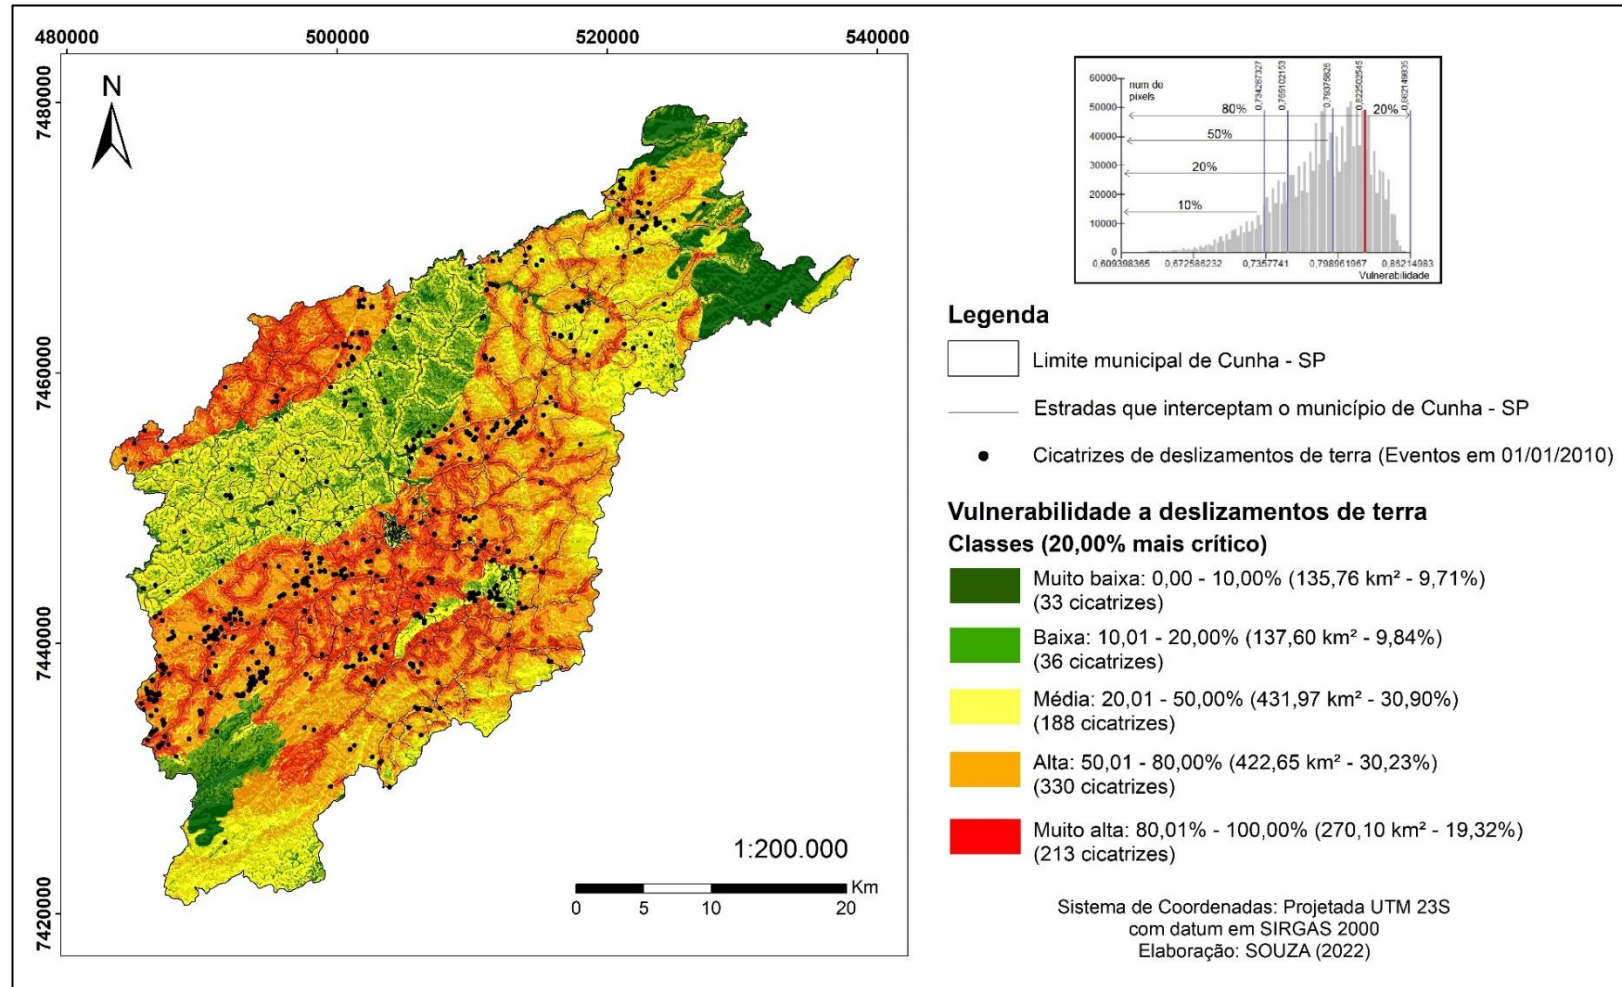 480000
500000
520000
540000
7480000
7460000
7440000
7420000
N
1:200.000
Km
0 5 10 20
num de
pixels
60000
50000
40000
30000
20000
10000
0
0,734287327
0,862149835
80%
20%
50%
20%
10%
0,609398365
0,672586232
0,7357741
0,798961967
0,86214983
Vulnerabilidade
Legenda
Limite municipal de Cunha - SP
Estradas que interceptam o município de Cunha - SP
Cicatrizes de deslizamentos de terra (Eventos em 01/01/2010)
Vulnerabilidade a deslizamentos de terra
Classes (20,00% mais crítico)
Muito baixa: 0,00 - 10,00% (135,76 km² - 9,71%)
(33 cicatrizes)
Baixa: 10,01 - 20,00% (137,60 km² - 9,84%)
(36 cicatrizes)
Média: 20,01 - 50,00% (431,97 km² - 30,90%)
(188 cicatrizes)
Alta: 50,01 - 80,00% (422,65 km² - 30,23%)
(330 cicatrizes)
Muito alta: 80,01% - 100,00% (270,10 km² - 19,32%)
(213 cicatrizes)
Sistema de Coordenadas: Projetada UTM 23S
com datum em SIRGAS 2000
Elaboração: SOUZA (2022)